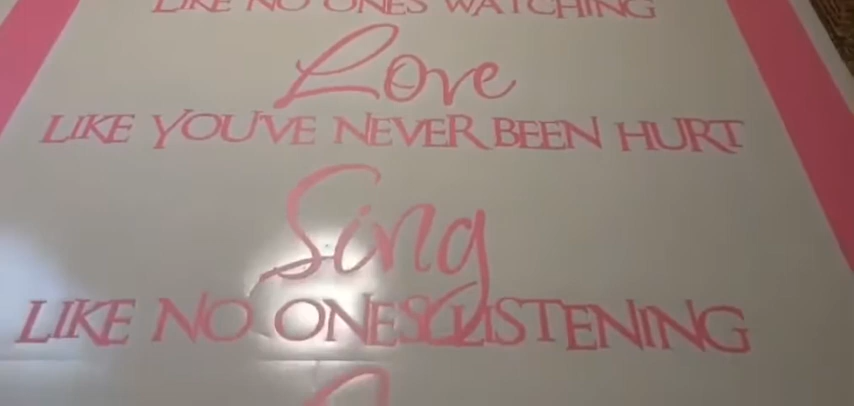 LIKE NO ONES WATCHING
Love
LIKE YOU'VE NEVER BEEN HURT
Sing
LIKE NO ONES LISTENING